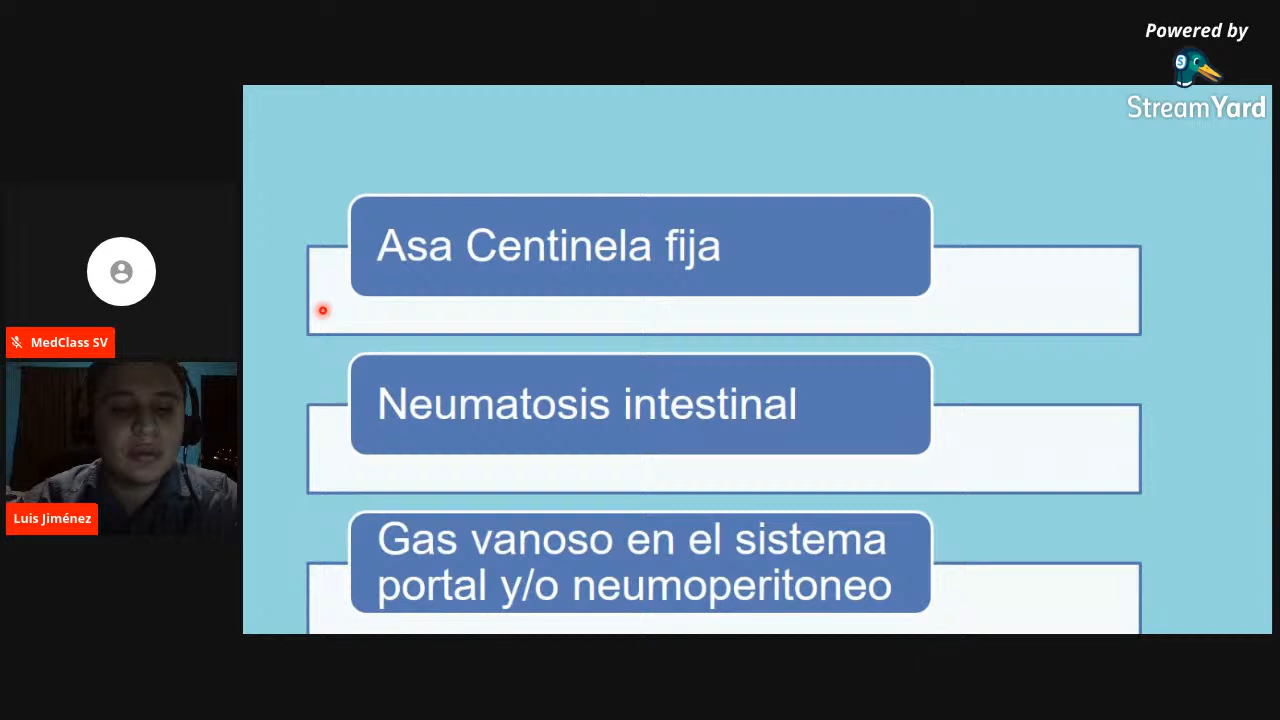 Powered by
StreamYard
Asa Centinela fija
Neumatosis intestinal
Gas vanoso en el sistema
portal y/o neumoperitoneo
MedClass SV
Luis Jiménez